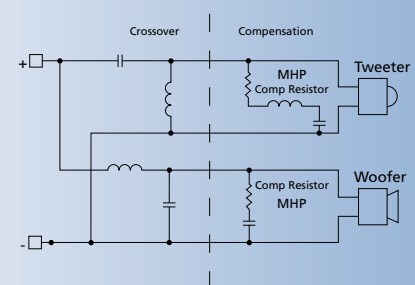 Crossover
Compensation
+
MHP
Comp Resistor
Tweeter
Comp Resistor
MHP
Woofer
-